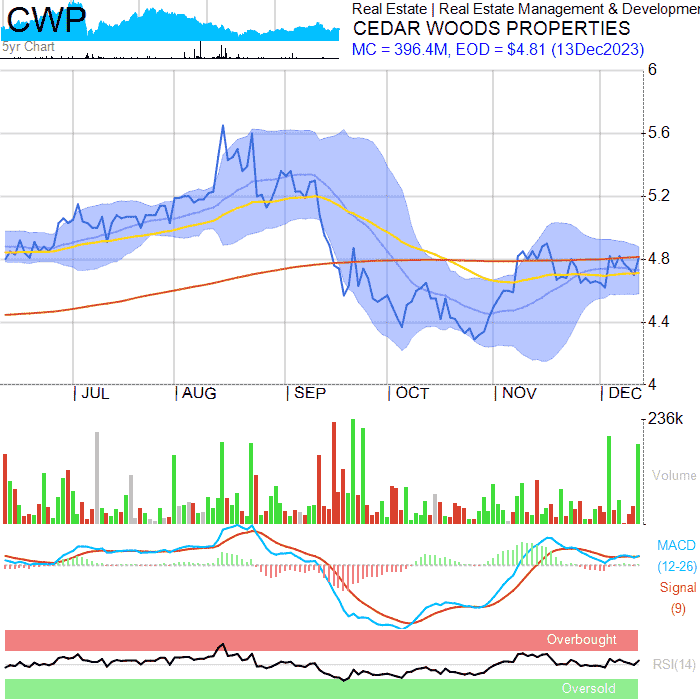 CWP
5yr Chart
Real Estate | Real Estate Management & Developmen
CEDAR WOODS PROPERTIES
MC = 396.4M, EOD = $4.81 (13Dec2023)
6
5.6
5.2
4.8
4.4
4
| JUL | AUG | SEP | OCT | NOV | DEC
236k
Volume
MACD
(12-26)
Signal
(9)
Overbought
RSI(14)
Oversold